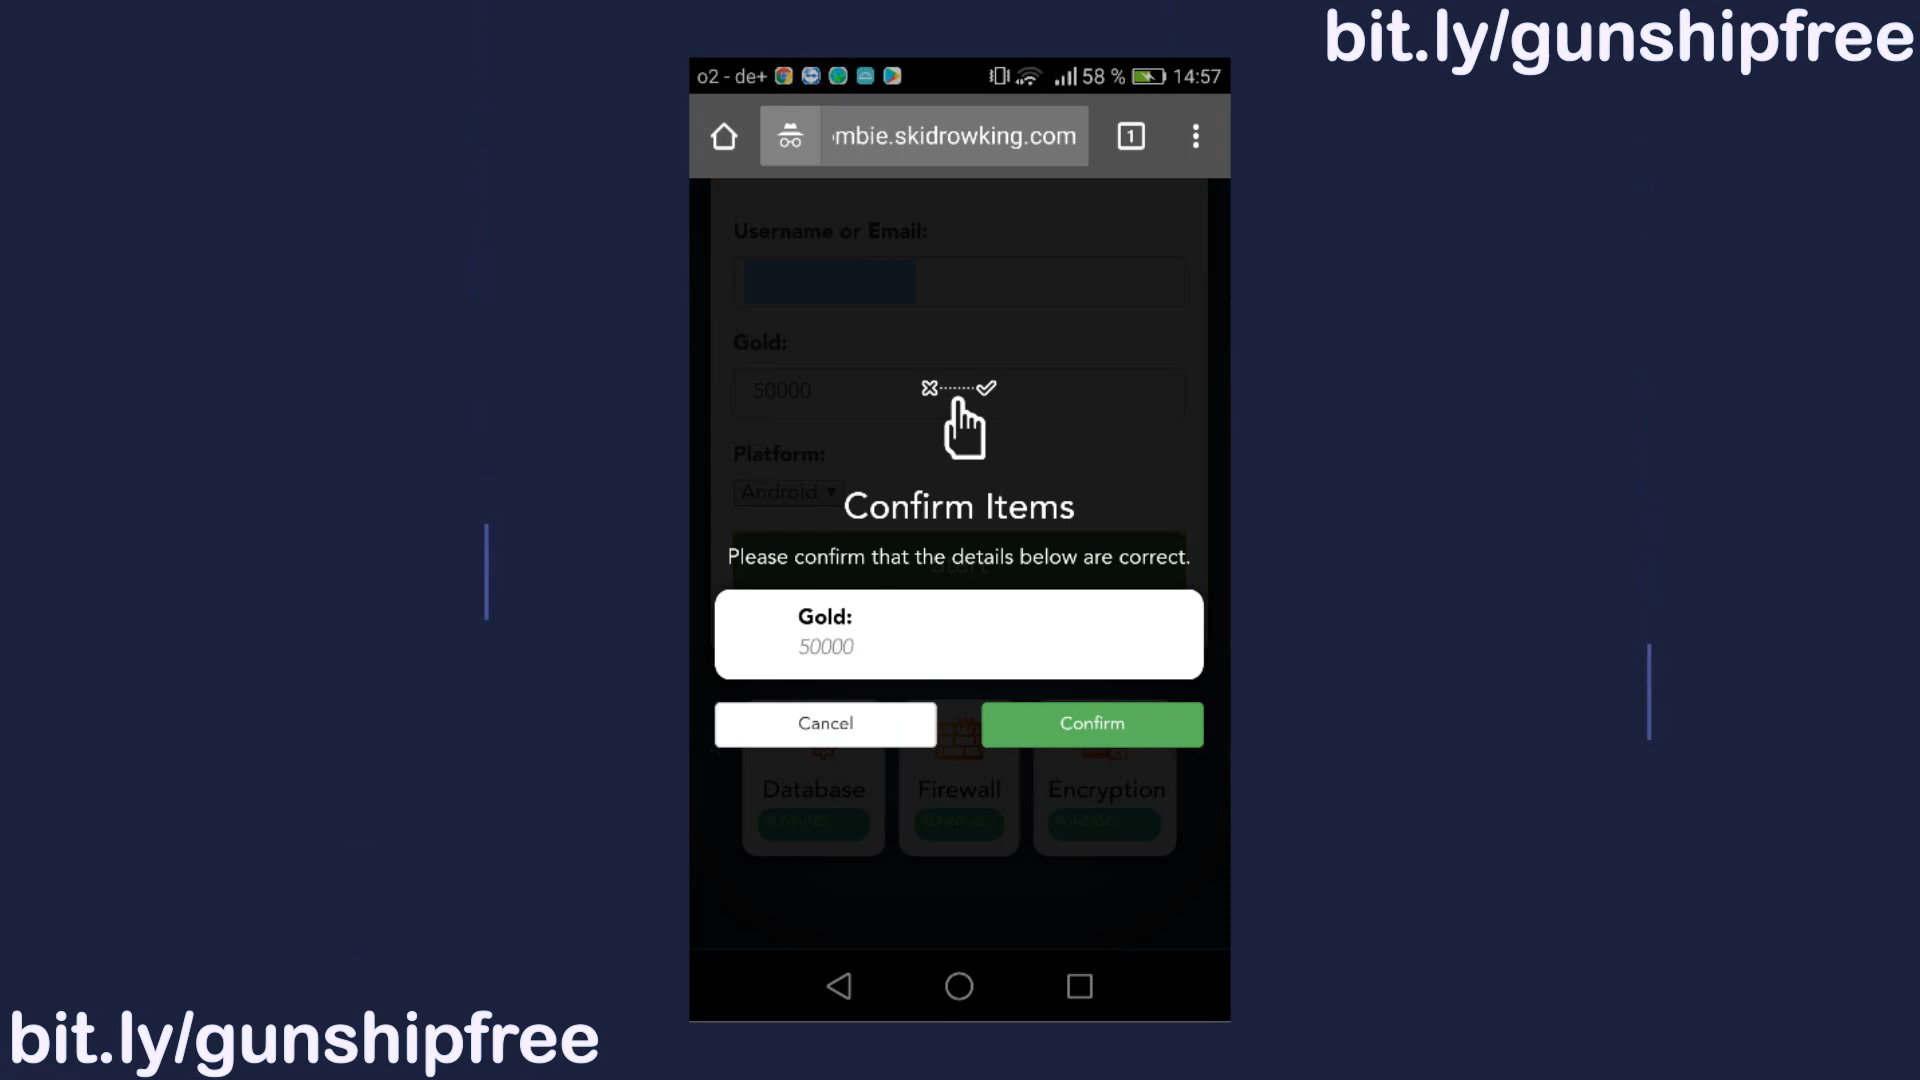 bit.ly/gunshipfree
o2 - de+ 58 % 14:57
mbie.skidrowking.com 1
Username or Email:
Gold:
50000
Platform:
Android
Confirm Items
Please confirm that the details below are correct.
Start
Gold:
50000
Cancel Confirm
Database Firewall Encryption
bit.ly/gunshipfree